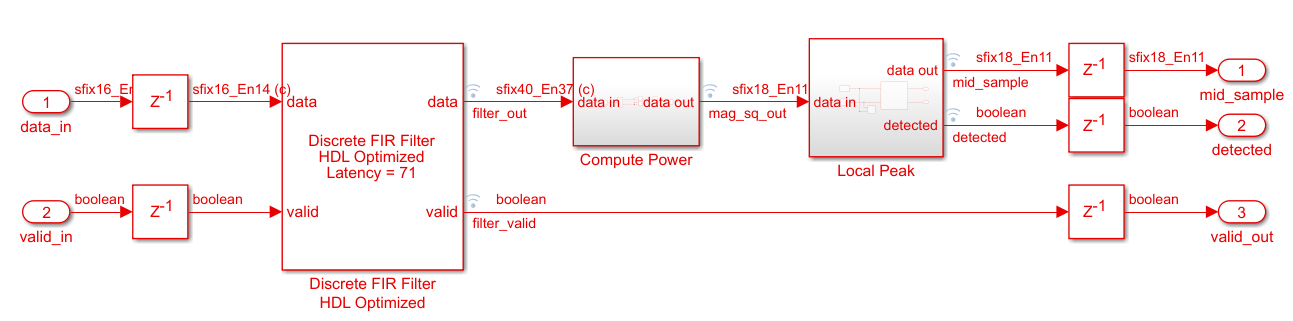 1
data_in
sfix16_En
Z-1
sfix16_En14 (c)
2
valid_in
boolean
Z-1
boolean
data
valid
Discrete FIR Filter
HDL Optimized
Latency = 71
data
valid
Discrete FIR Filter
HDL Optimized
sfix40_En37 (c)
filter_out
boolean
filter_valid
data in
data out
Compute Power
sfix18_En11
mag_sq_out
data in
data out
detected
Local Peak
sfix18_En11
mid_sample
boolean
detected
Z-1
sfix18_En11
1
mid_sample
Z-1
boolean
2
detected
Z-1
boolean
3
valid_out